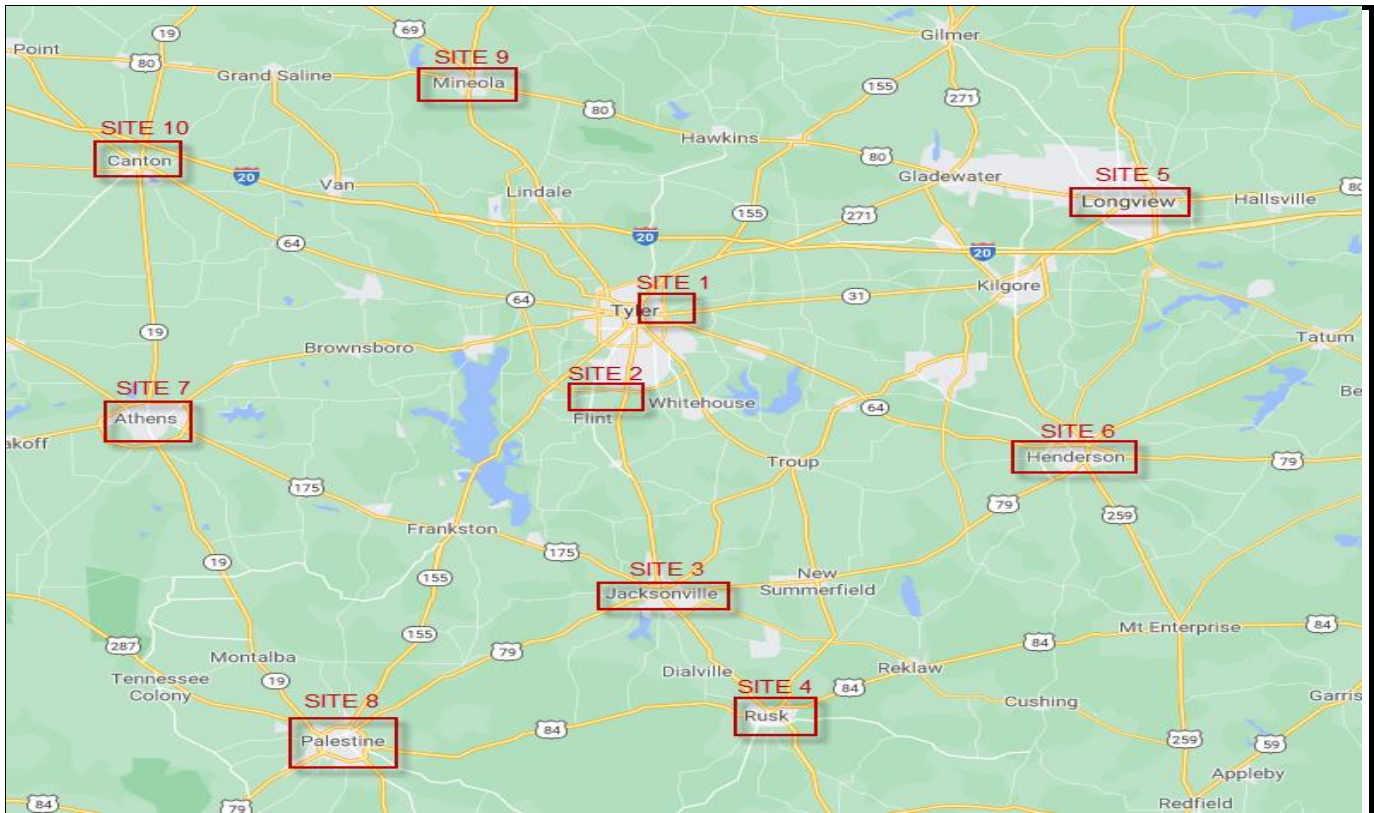 19
69
Gilmer
Point
80
Grand Saline
SITE 9
Mineola
155
271
80
SITE 10
Canton
Hawkins
80
Gladewater
SITE 5
Longview
Hallsville
80
20
Van
Lindale
155
271
64
20
20
SITE 1
Tyler
64
31
Kilgore
19
Brownsboro
Tatum
SITE 7
Athens
SITE 2
Flint
Whitehouse
64
Be
akoff
SITE 6
Henderson
79
Troup
175
79
259
Frankston
175
19
155
SITE 3
Jacksonville
New
Summerfield
287
155
79
84
Mt Enterprise
84
Montalba
Tennessee
Colony
19
Dialville
Reklaw
SITE 8
Palestine
SITE 4
Rusk
84
Cushing
Garris
84
259
59
Appleby
84
79
Redfield